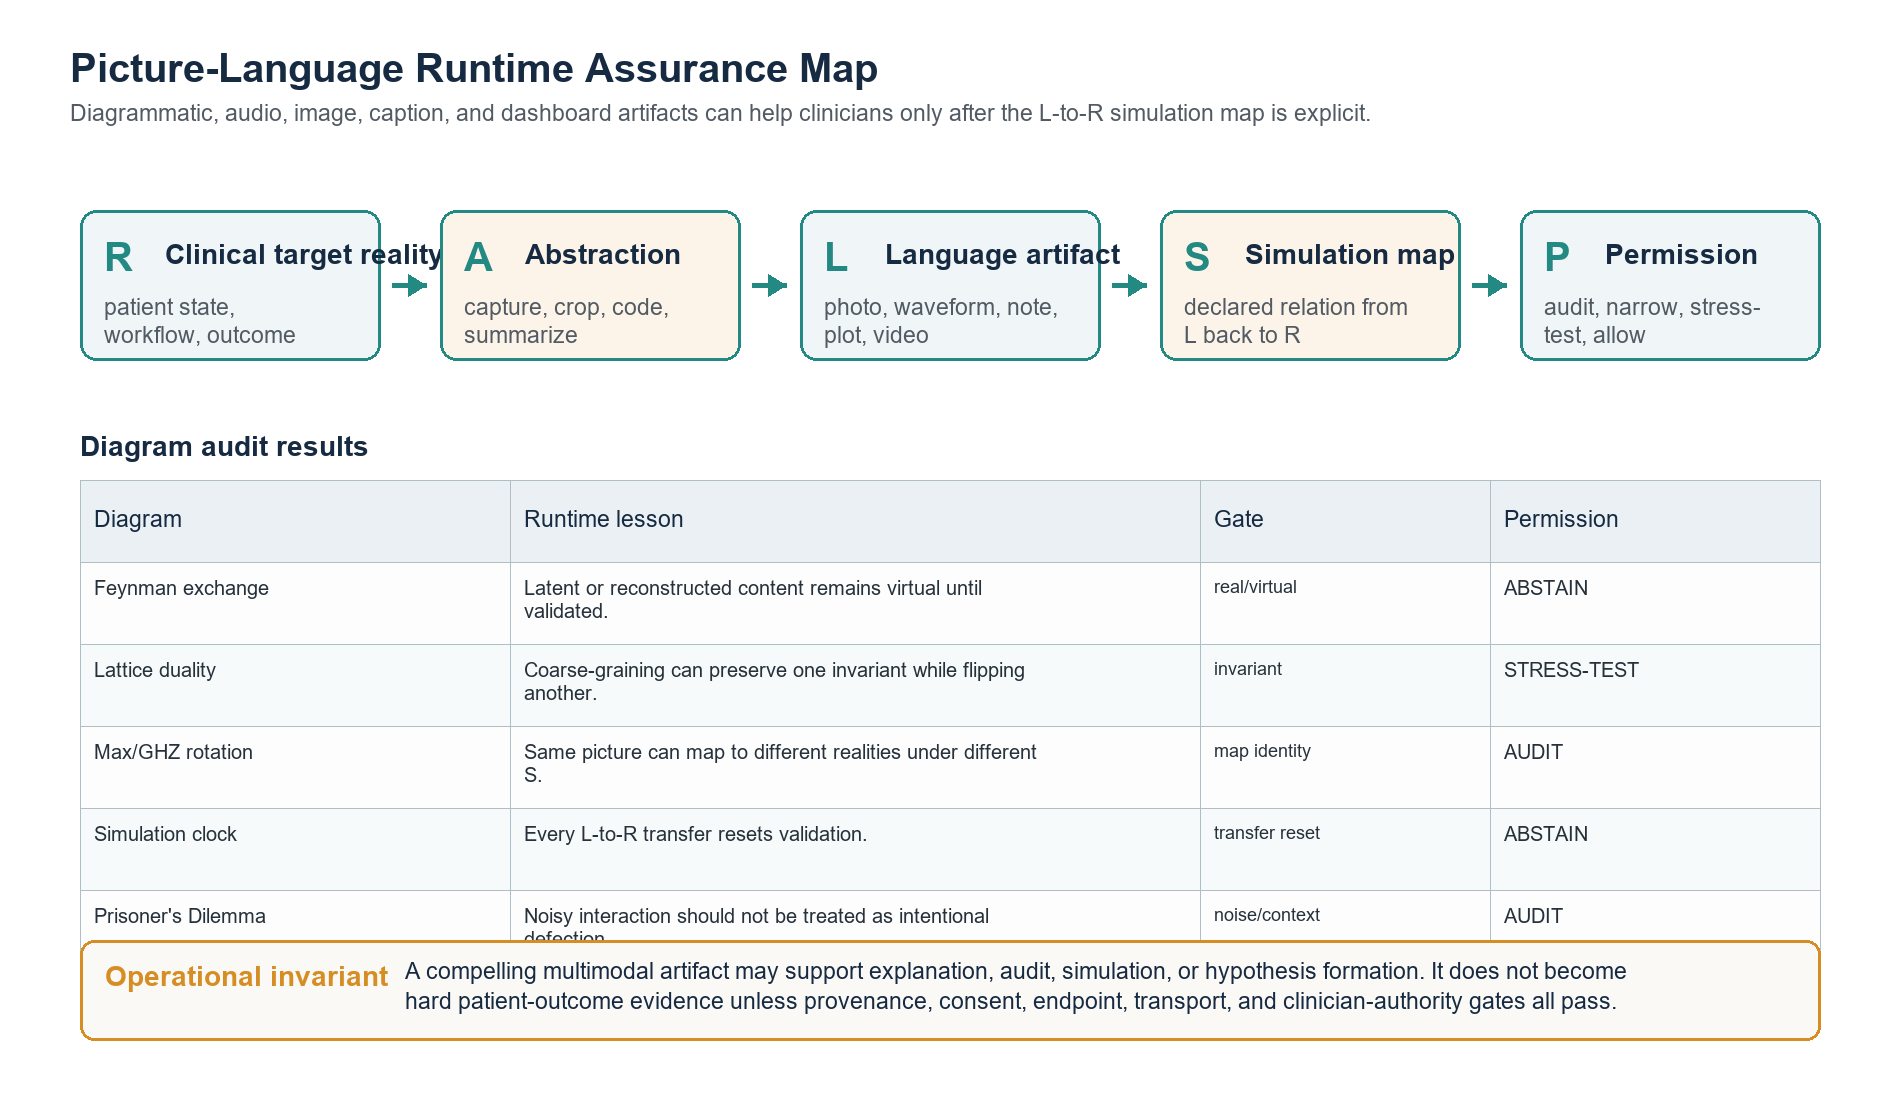 Picture-Language Runtime Assurance Map
Diagrammatic, audio, image, caption, and dashboard artifacts can help clinicians only after the L-to-R simulation map is explicit.
R Clinical target reality
patient state,
workflow, outcome
A Abstraction
capture, crop, code,
summarize
L Language artifact
photo, waveform, note,
plot, video
S Simulation map
declared relation from
L back to R
P Permission
audit, narrow, stress-
test, allow
Diagram audit results
Diagram Runtime lesson Gate Permission
Feynman exchange Latent or reconstructed content remains virtual until real/virtual ABSTAIN
validated.
Lattice duality Coarse-graining can preserve one invariant while flipping invariant STRESS-TEST
another.
Max/GHZ rotation Same picture can map to different realities under different map identity AUDIT
S.
Simulation clock Every L-to-R transfer resets validation. transfer reset ABSTAIN
Prisoner's Dilemma Noisy interaction should not be treated as intentional noise/context AUDIT
defection.
Operational invariant A compelling multimodal artifact may support explanation, audit, simulation, or hypothesis formation. It does not become
hard patient-outcome evidence unless provenance, consent, endpoint, transport, and clinician-authority gates all pass.